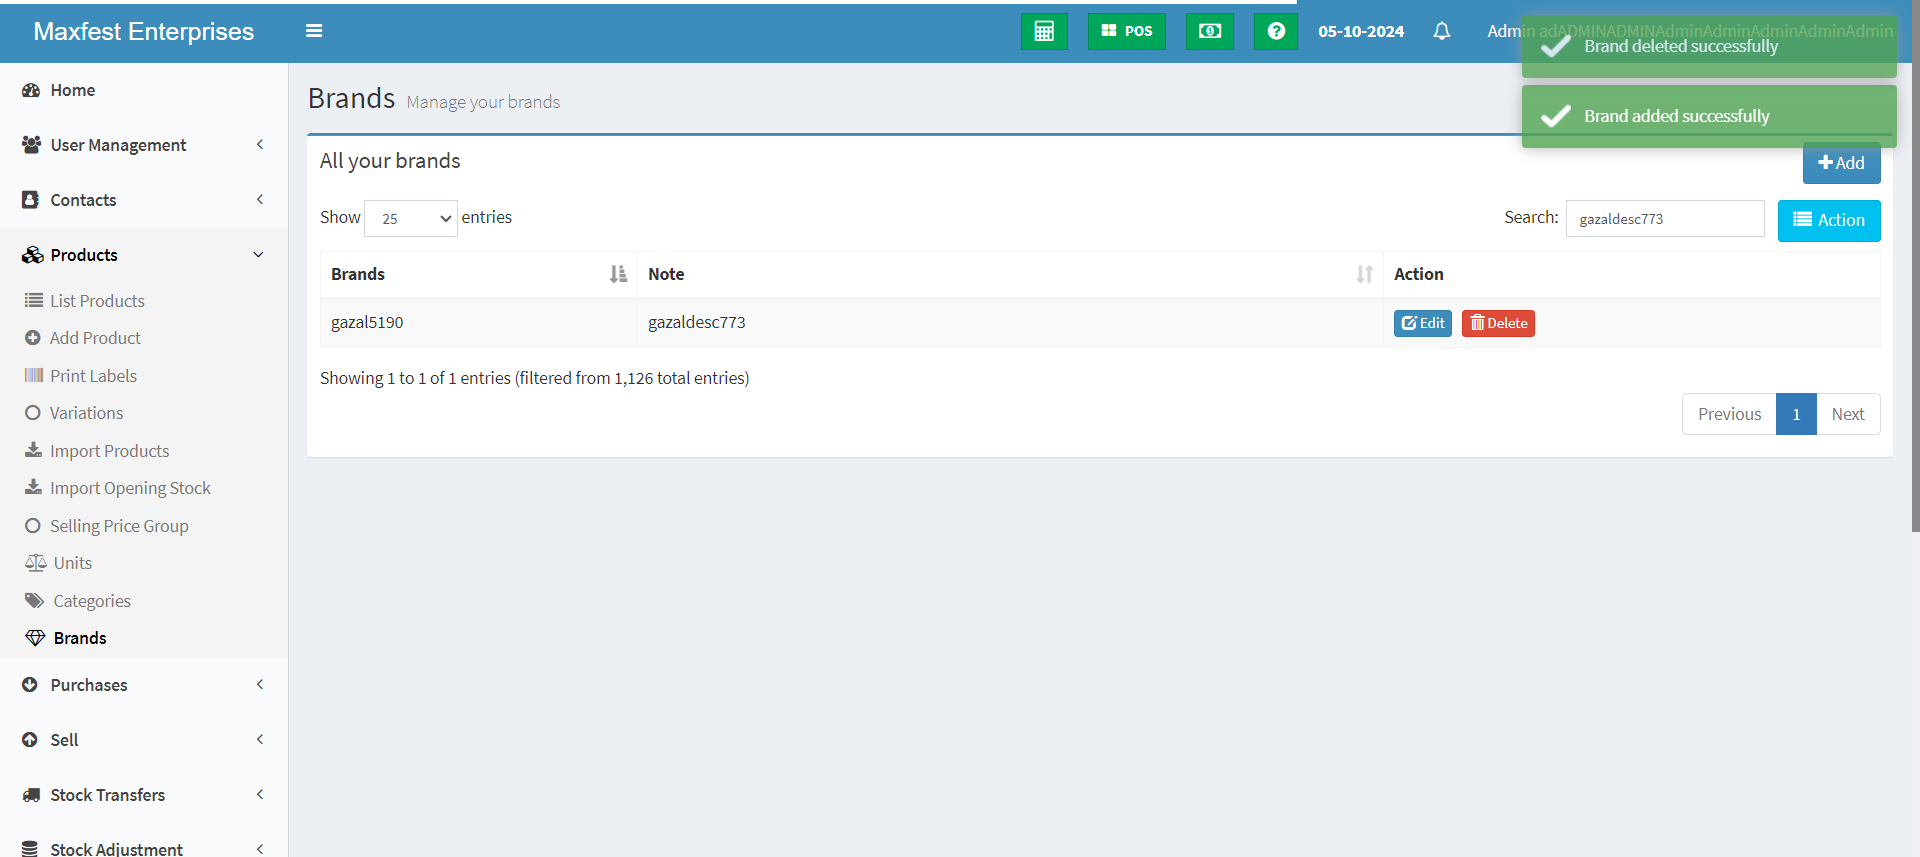 Maxfest Enterprises
POS
05-10-2024
Admin adADMINADMINAdminAdminAdminAdminAdmin
Brand deleted successfully
Brand added successfully
Home
User Management
Contacts
Products
List Products
Add Product
Print Labels
Variations
Import Products
Import Opening Stock
Selling Price Group
Units
Categories
Brands
Purchases
Sell
Stock Transfers
Stock Adjustment
Brands Manage your brands
All your brands
Add
Show 25 entries
Search: gazaldesc773
Action
Brands Note Action
gazal5190 gazaldesc773 Edit Delete
Showing 1 to 1 of 1 entries (filtered from 1,126 total entries)
Previous 1 Next